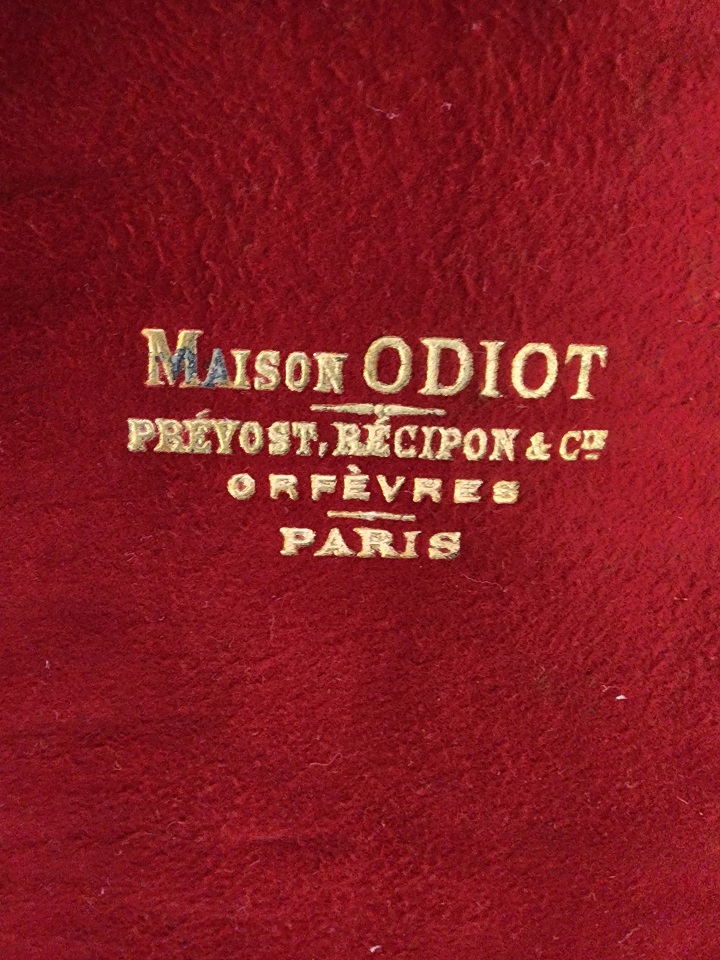 MAISON ODIOT
PRÉVOST, RÉCIPON & CIE
ORFÈVRES
PARIS